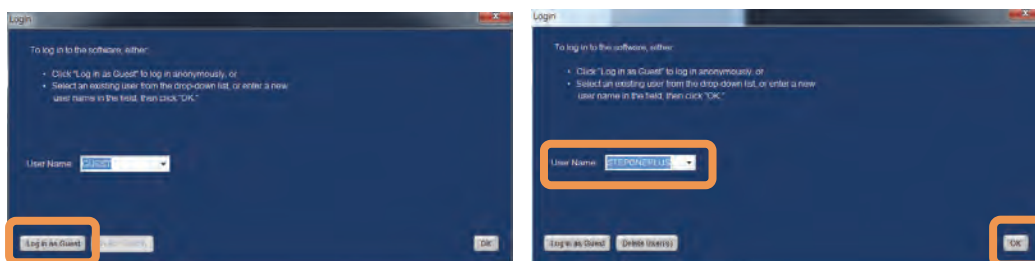 Login
To log in to the software, either:
• Click "Log in as Guest" to log in anonymously, or
• Select an existing user from the drop-down list, or enter a new
user name in the field, then click "OK."
User Name: GUEST
Log in as Guest
OK
Login
To log in to the software, either:
• Click "Log in as Guest" to log in anonymously, or
• Select an existing user from the drop-down list, or enter a new
user name in the field, then click "OK."
User Name: STEPONEPLUS
Log in as Guest Delete User(s)
OK